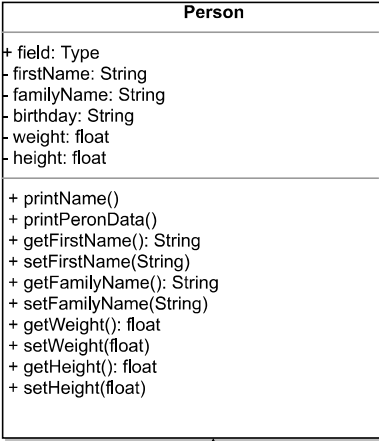 Person
+ field: Type
- firstName: String
- familyName: String
- birthday: String
- weight: float
- height: float
+ printName()
+ printPeronData()
+ getFirstName(): String
+ setFirstName(String)
+ getFamilyName(): String
+ setFamilyName(String)
+ getWeight(): float
+ setWeight(float)
+ getHeight(): float
+ setHeight(float)